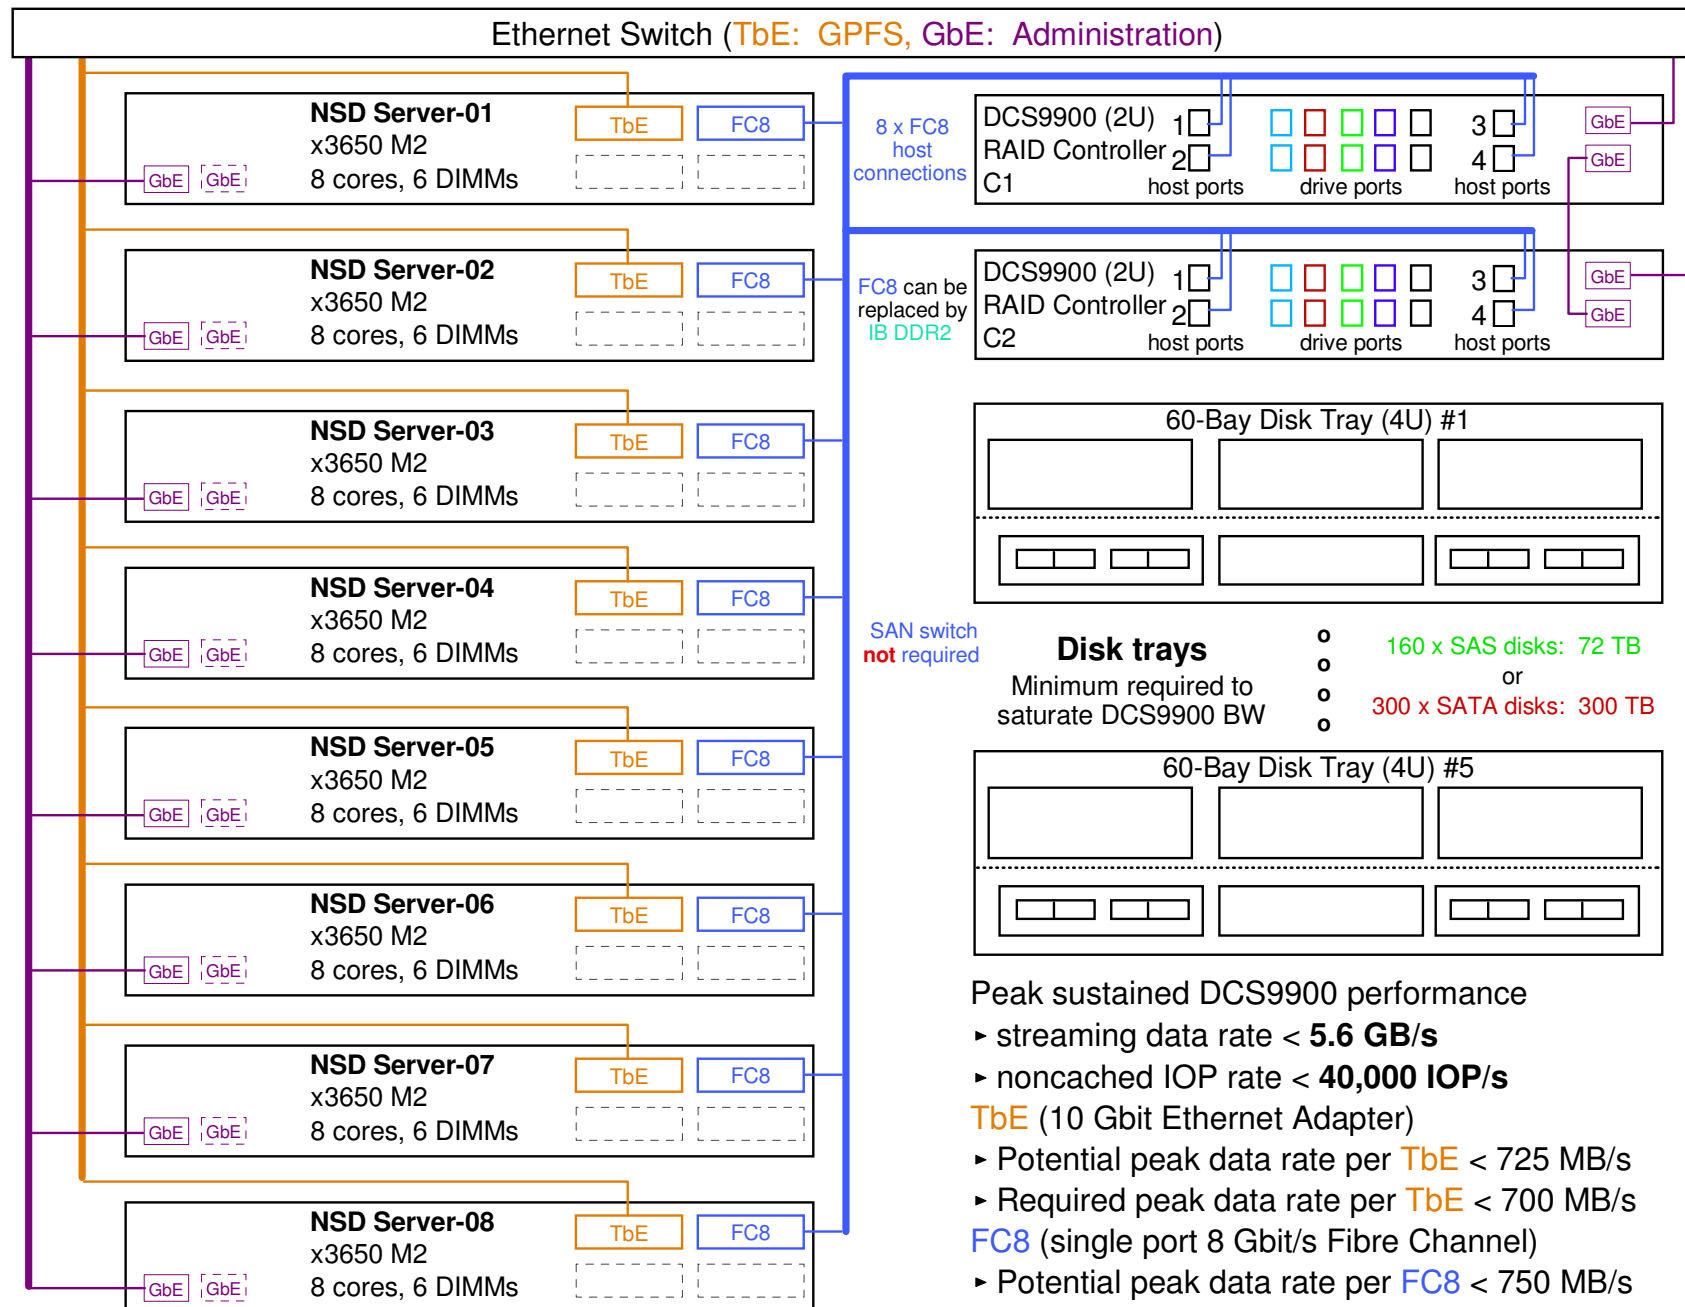 Ethernet Switch (TbE: GPFS, GbE: Administration)
NSD Server-01
x3650 M2
8 cores, 6 DIMMs
GbE
GbE
TbE
FC8
NSD Server-02
x3650 M2
8 cores, 6 DIMMs
GbE
GbE
TbE
FC8
NSD Server-03
x3650 M2
8 cores, 6 DIMMs
GbE
GbE
TbE
FC8
NSD Server-04
x3650 M2
8 cores, 6 DIMMs
GbE
GbE
TbE
FC8
NSD Server-05
x3650 M2
8 cores, 6 DIMMs
GbE
GbE
TbE
FC8
NSD Server-06
x3650 M2
8 cores, 6 DIMMs
GbE
GbE
TbE
FC8
NSD Server-07
x3650 M2
8 cores, 6 DIMMs
GbE
GbE
TbE
FC8
NSD Server-08
x3650 M2
8 cores, 6 DIMMs
GbE
GbE
TbE
FC8
8 x FC8
host
connections
FC8 can be
replaced by
IB DDR2
SAN switch
not required
DCS9900 (2U)
RAID Controller
C1
1
2
host ports
drive ports
3
4
host ports
GbE
GbE
DCS9900 (2U)
RAID Controller
C2
1
2
host ports
drive ports
3
4
host ports
GbE
GbE
60-Bay Disk Tray (4U) #1
Disk trays
Minimum required to
saturate DCS9900 BW
o
o
o
o
160 x SAS disks: 72 TB
or
300 x SATA disks: 300 TB
60-Bay Disk Tray (4U) #5
Peak sustained DCS9900 performance
► streaming data rate < 5.6 GB/s
► noncached IOP rate < 40,000 IOP/s
TbE (10 Gbit Ethernet Adapter)
► Potential peak data rate per TbE < 725 MB/s
► Required peak data rate per TbE < 700 MB/s
FC8 (single port 8 Gbit/s Fibre Channel)
► Potential peak data rate per FC8 < 750 MB/s